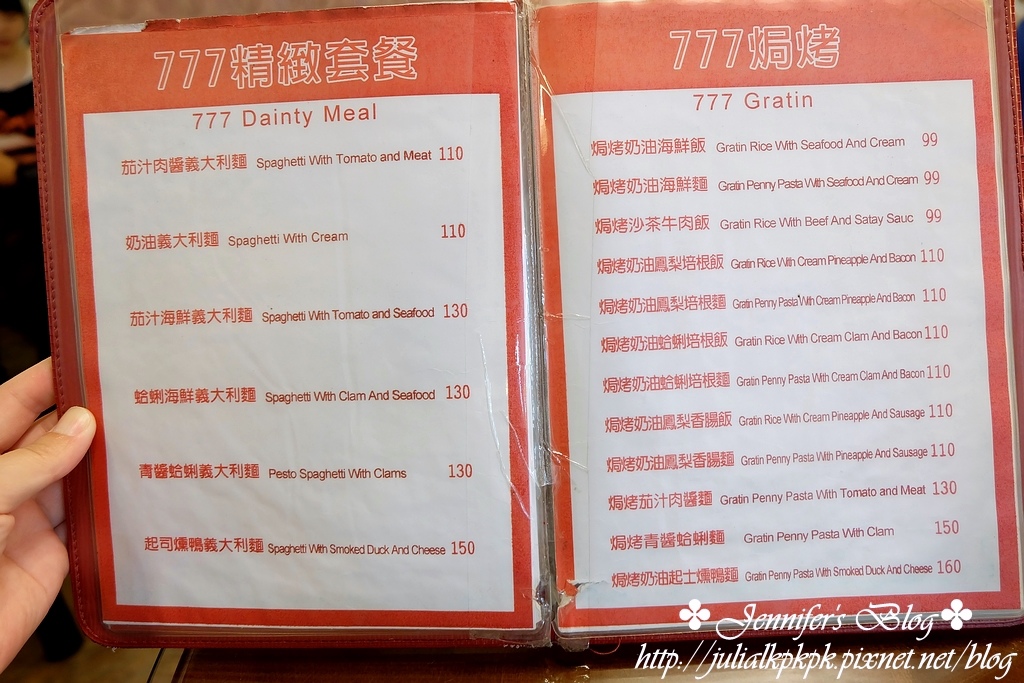 777精緻套餐
777 Dainty Meal
茄汁肉醬義大利麵 Spaghetti With Tomato and Meat 110
奶油義大利麵 Spaghetti With Cream 110
茄汁海鮮義大利麵 Spaghetti With Tomato and Seafood 130
蛤蜊海鮮義大利麵 Spaghetti With Clam And Seafood 130
青醬蛤蜊義大利麵 Pesto Spaghetti With Clams 130
起司燻鴨義大利麵 Spaghetti With Smoked Duck And Cheese 150
777焗烤
777 Gratin
焗烤奶油海鮮飯 Gratin Rice With Seafood And Cream 99
焗烤奶油海鮮麵 Gratin Penny Pasta With Seafood And Cream 99
焗烤沙茶牛肉飯 Gratin Rice With Beef And Satay Sauc 99
焗烤奶油鳳梨培根飯 Gratin Rice With Cream Pineapple And Bacon 110
焗烤奶油鳳梨培根麵 Gratin Penny Pasta With Cream Pineapple And Bacon 110
焗烤奶油蛤蜊培根飯 Gratin Rice With Cream Clam And Bacon 110
焗烤奶油蛤蜊培根麵 Gratin Penny Pasta With Cream Clam And Bacon 110
焗烤奶油鳳梨香腸飯 Gratin Rice With Cream Pineapple And Sausage 110
焗烤奶油鳳梨香腸麵 Gratin Penny Pasta With Pineapple And Sausage 110
焗烤茄汁肉醬麵 Gratin Penny Pasta With Tomato and Meat 130
焗烤青醬蛤蜊麵 Gratin Penny Pasta With Clam 150
焗烤奶油起士燻鴨麵 Gratin Penny Pasta With Smoked Duck And Cheese 160
Jennifer's Blog
http://julialkpkpk.pixnet.net/blog